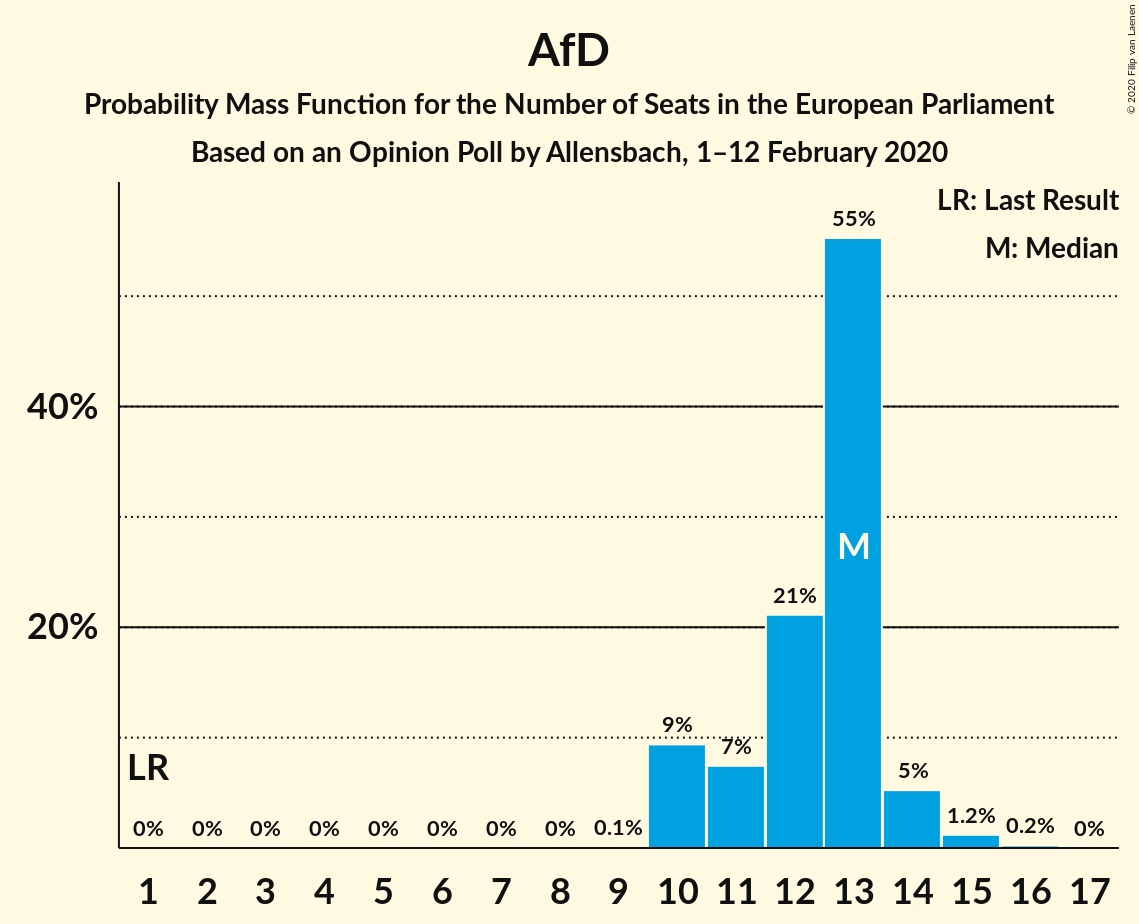 AfD
Probability Mass Function for the Number of Seats in the European Parliament
Based on an Opinion Poll by Allensbach, 1–12 February 2020
© 2020 Filip van Laenen
LR: Last Result
M: Median
55%
40%
M
21%
20%
9%
7%
LR
5%
0% 0% 0% 0% 0% 0% 0% 0% 0.1% 1.2% 0.2% 0%
1 2 3 4 5 6 7 8 9 10 11 12 13 14 15 16 17